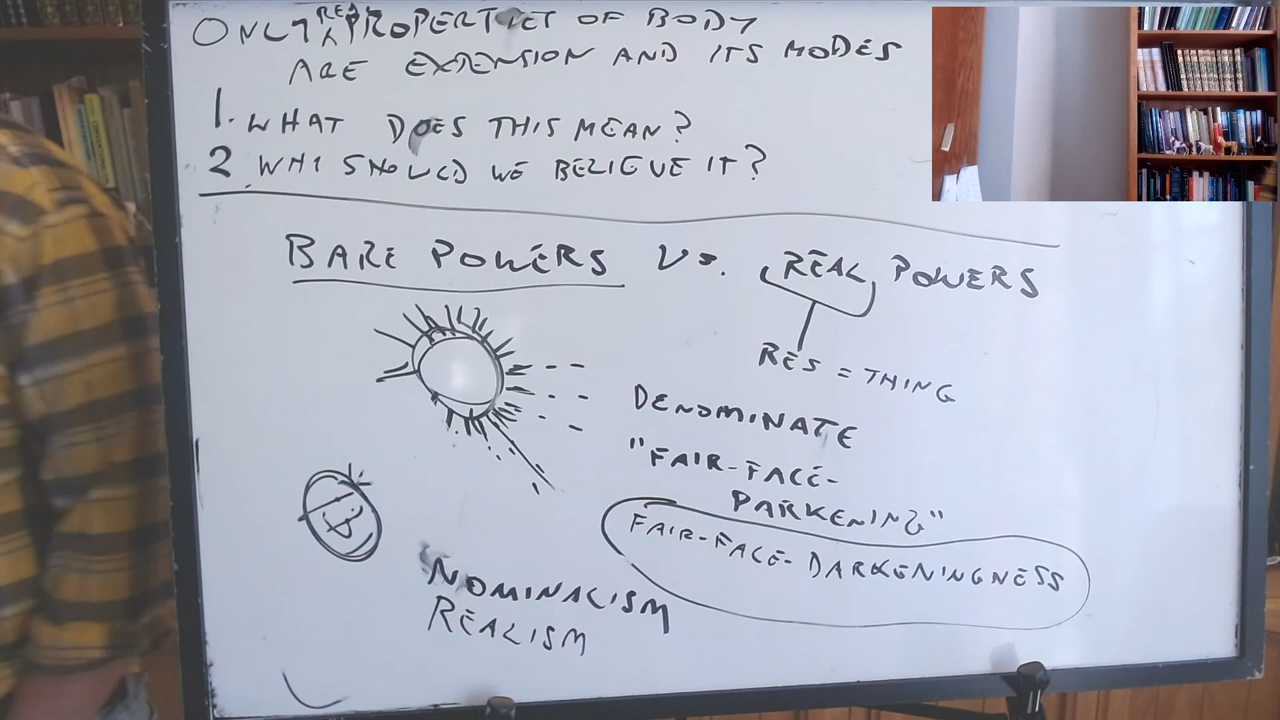 ONLY REAL PROPERTIES OF BODY
ARE EXTENSION AND ITS MODES
1. WHAT DOES THIS MEAN?
2 WHY SHOULD WE BELIEVE IT?
BARE POWERS VS. REAL POWERS
RES = THING
DENOMINATE
"FAIR-FACE-
DARKENING"
FAIR-FACE-DARKENINGNESS
NOMINALISM
REALISM